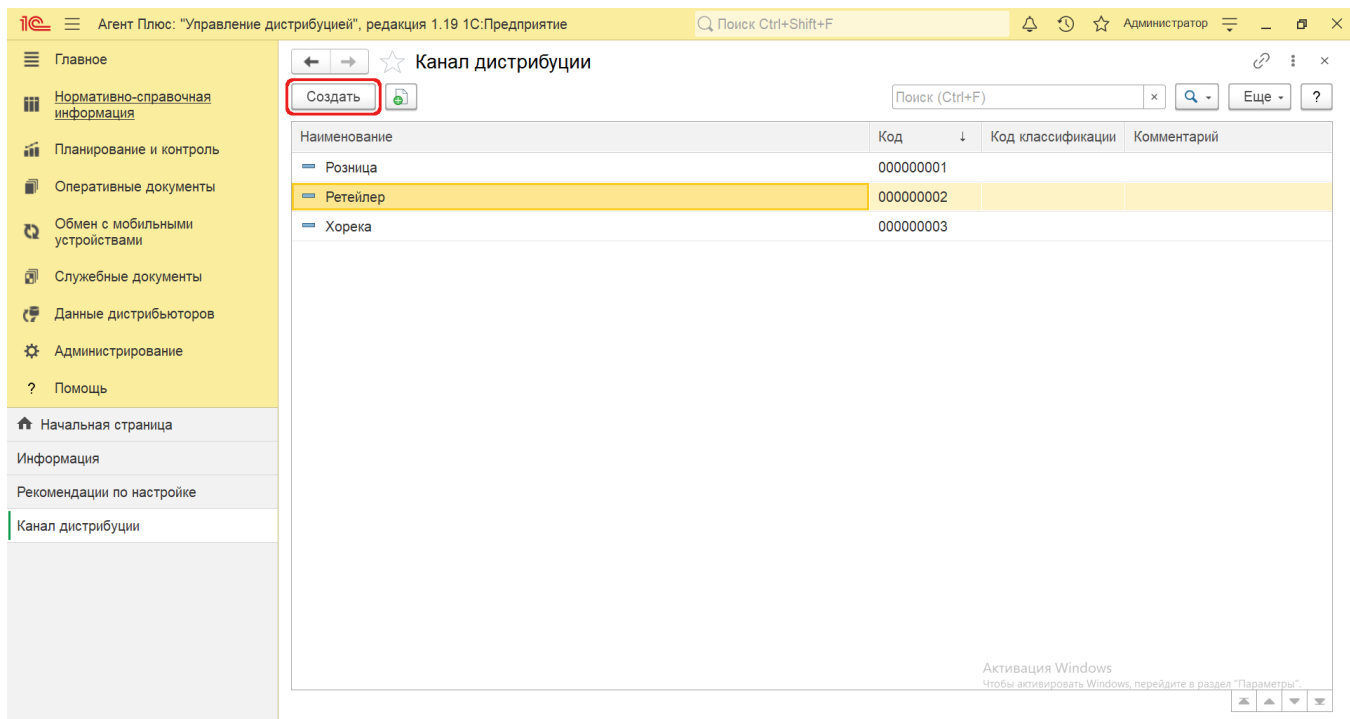 1С Агент Плюс: "Управление дистрибуцией", редакция 1.19 1С:Предприятие Поиск Ctrl+Shift+F Администратор
Главное
Нормативно-справочная
информация
Планирование и контроль
Оперативные документы
Обмен с мобильными
устройствами
Служебные документы
Данные дистрибьюторов
Администрирование
? Помощь
Начальная страница
Информация
Рекомендации по настройке
Канал дистрибуции
Канал дистрибуции
Создать Поиск (Ctrl+F) × Еще ?
Наименование Код ↓ Код классификации Комментарий
Розница 000000001
Ретейлер 000000002
Хорека 000000003
Активация Windows
Чтобы активировать Windows, перейдите в раздел "Параметры".